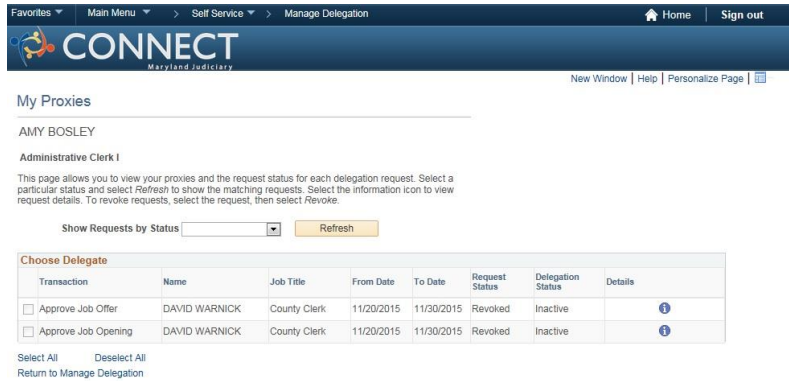 Favorites Main Menu > Self Service > Manage Delegation Home Sign out
CONNECT
Maryland Judiciary
New Window | Help | Personalize Page |
My Proxies
AMY BOSLEY
Administrative Clerk I
This page allows you to view your proxies and the request status for each delegation request. Select a
particular status and select Refresh to show the matching requests. Select the information icon to view
request details. To revoke requests, select the request, then select Revoke.
Show Requests by Status Refresh
Choose Delegate
Transaction Name Job Title From Date To Date Request Status Delegation Status Details
Approve Job Offer DAVID WARNICK County Clerk 11/20/2015 11/30/2015 Revoked Inactive
Approve Job Opening DAVID WARNICK County Clerk 11/20/2015 11/30/2015 Revoked Inactive
Select All Deselect All
Return to Manage Delegation